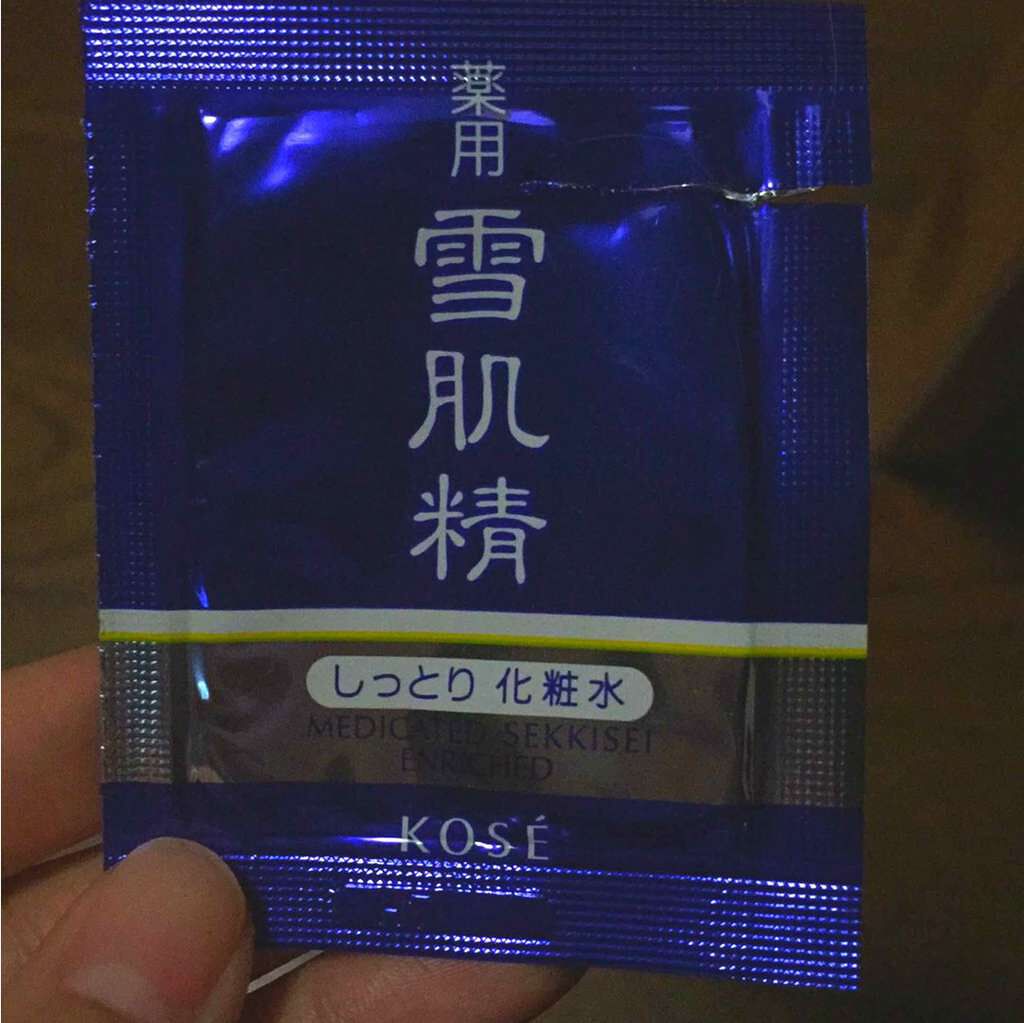 薬用
雪肌精
しっとり 化粧水
MEDICATED SEKKISEI
ENRICHED
KOSÉ